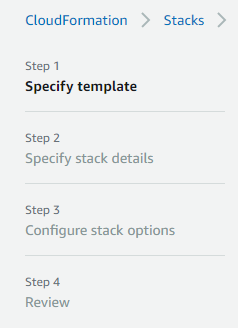 CloudFormation > Stacks >
Step 1
Specify template
Step 2
Specify stack details
Step 3
Configure stack options
Step 4
Review